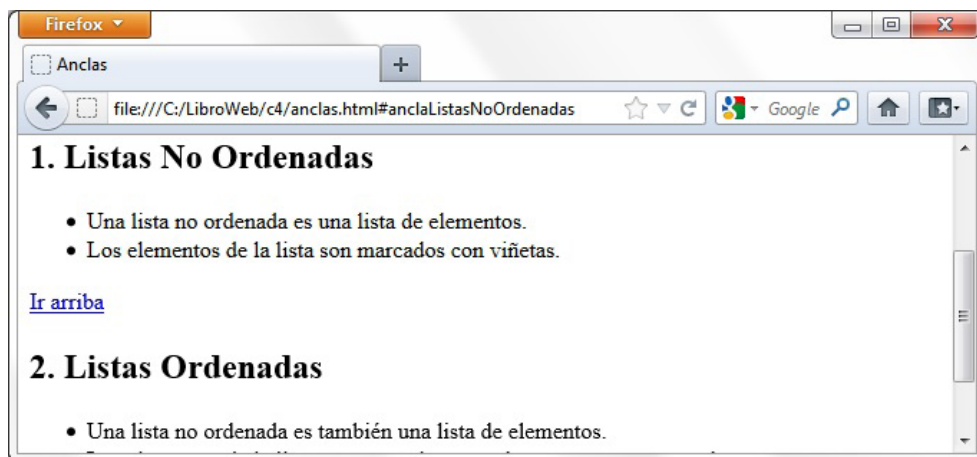 Firefox
Anclas
file:///C:/LibroWeb/c4/anclas.html#anclaListasNoOrdenadas
Google
1. Listas No Ordenadas
• Una lista no ordenada es una lista de elementos.
• Los elementos de la lista son marcados con viñetas.
Ir arriba
2. Listas Ordenadas
• Una lista no ordenada es también una lista de elementos.